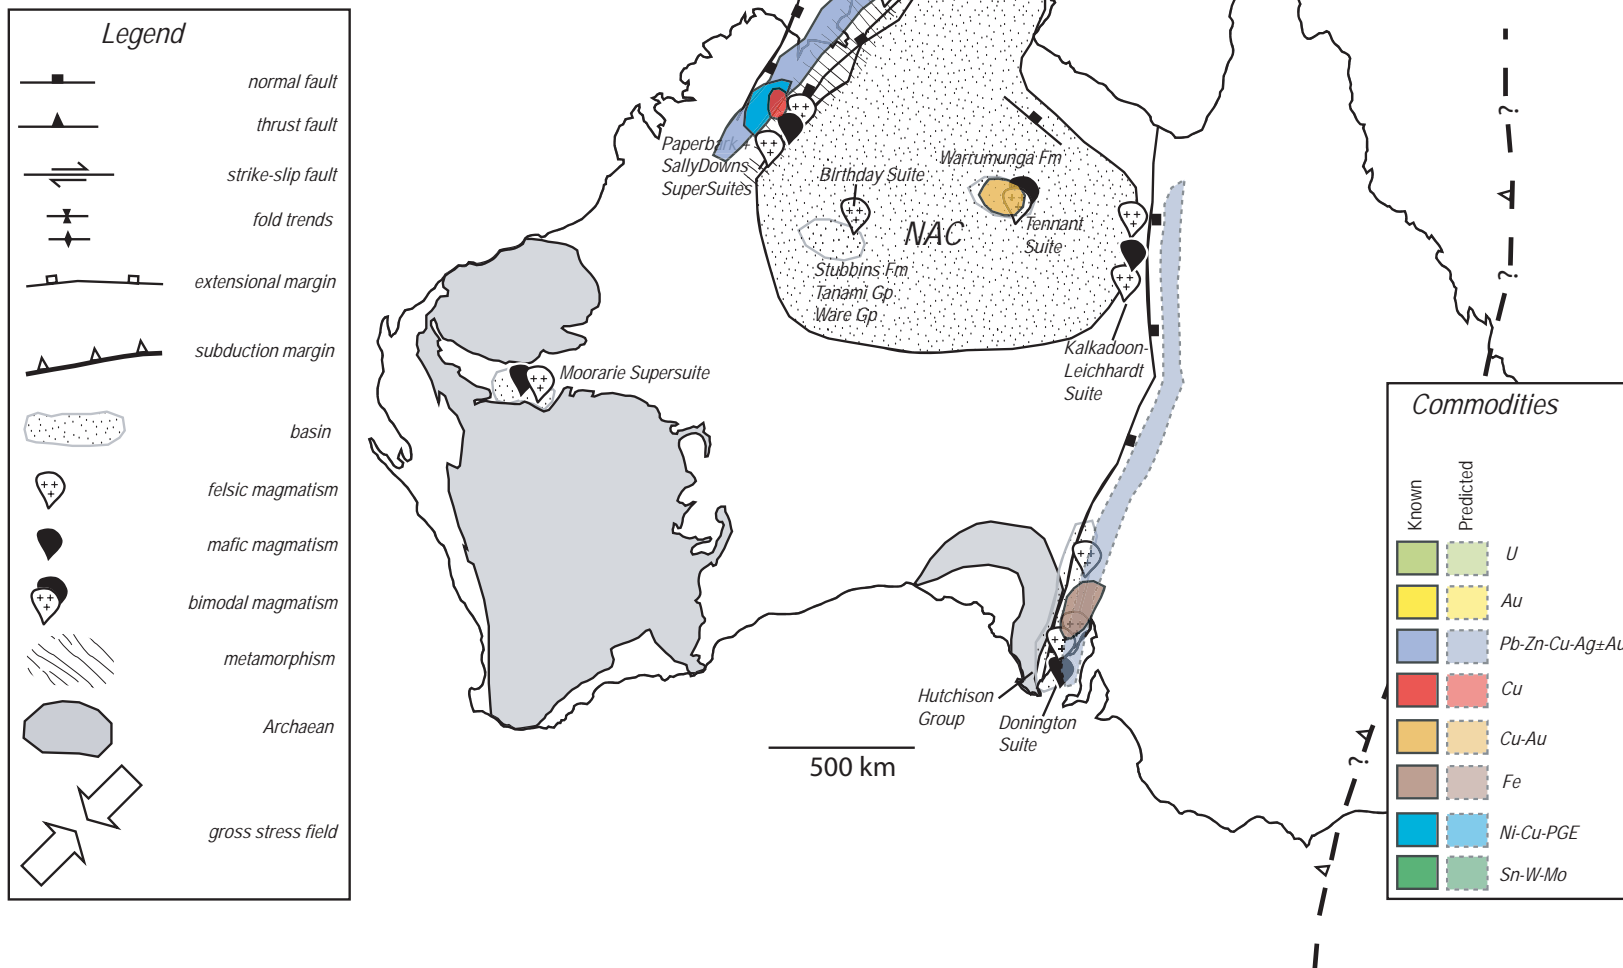 Legend
normal fault
thrust fault
strike-slip fault
fold trends
extensional margin
subduction margin
basin
felsic magmatism
mafic magmatism
bimodal magmatism
metamorphism
Archaean
gross stress field
Paperbark +
SallyDowns
SuperSuites
Birthday Suite
Warrumunga Fm
NAC
Tennant
Suite
Stubbins Fm
Tanami Gp
Ware Gp
Kalkadoon-
Leichhardt
Suite
Moorarie Supersuite
Hutchison
Group
Donington
Suite
500 km
?
?
?
Commodities
Known
Predicted
U
Au
Pb-Zn-Cu-Ag±Au
Cu
Cu-Au
Fe
Ni-Cu-PGE
Sn-W-Mo